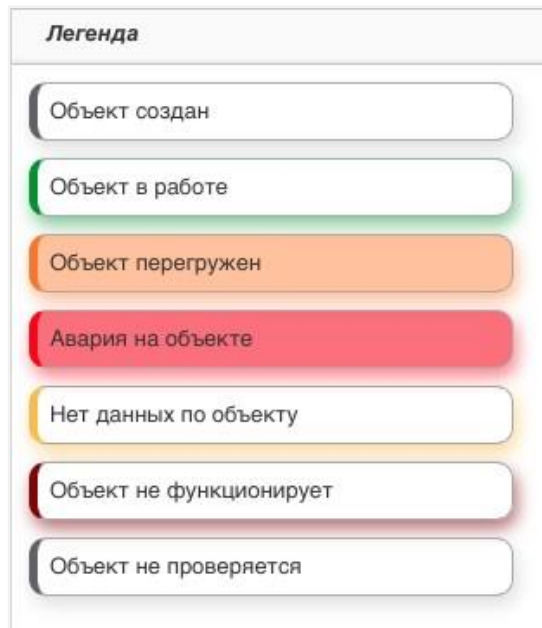 Легенда
Объект создан
Объект в работе
Объект перегружен
Авария на объекте
Нет данных по объекту
Объект не функционирует
Объект не проверяется